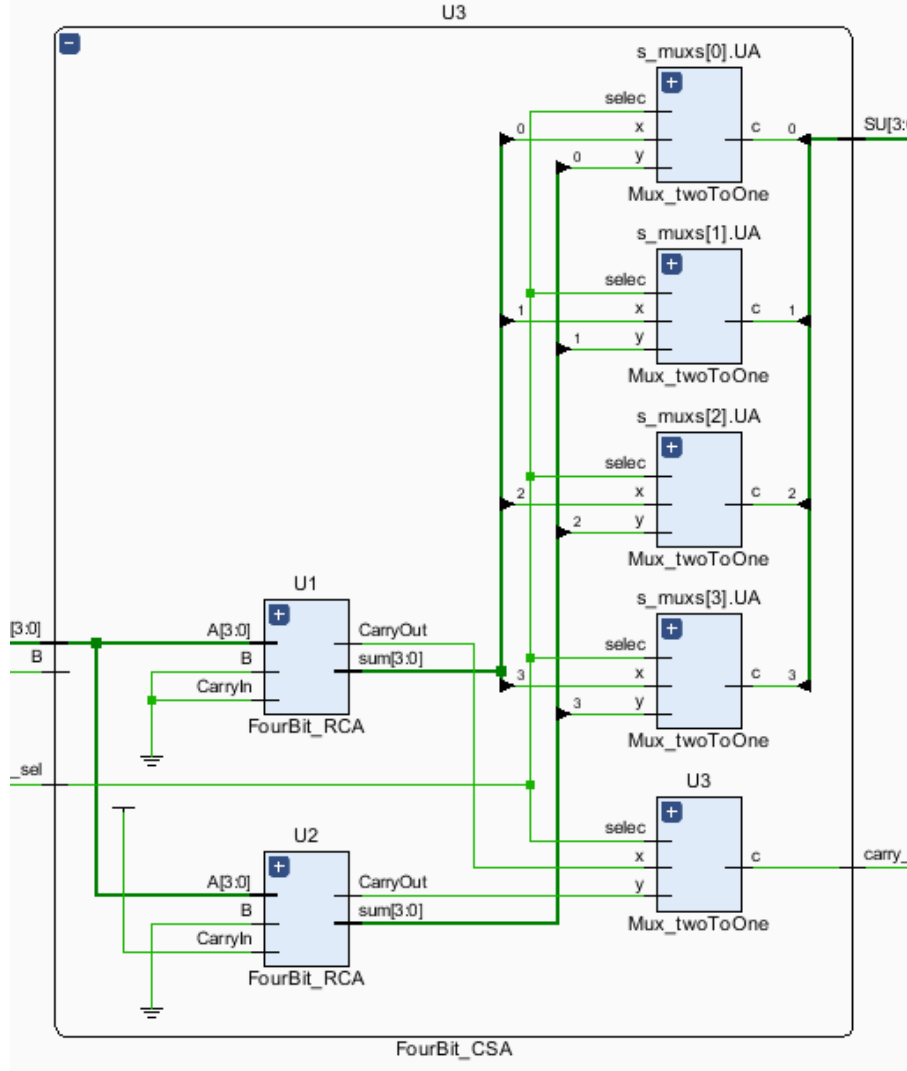 U3
s_muxs[0].UA
selec
x
y
0
0
c
0
Mux_twoToOne
SU[3:
s_muxs[1].UA
selec
x
y
1
1
c
1
Mux_twoToOne
s_muxs[2].UA
selec
x
y
2
2
c
2
Mux_twoToOne
s_muxs[3].UA
selec
x
y
3
3
c
3
Mux_twoToOne
[3:0]
B
U1
A[3:0]
B
CarryIn
CarryOut
sum[3:0]
FourBit_RCA
_sel
U2
A[3:0]
B
CarryIn
CarryOut
sum[3:0]
FourBit_RCA
U3
selec
x
y
c
Mux_twoToOne
carry_
FourBit_CSA